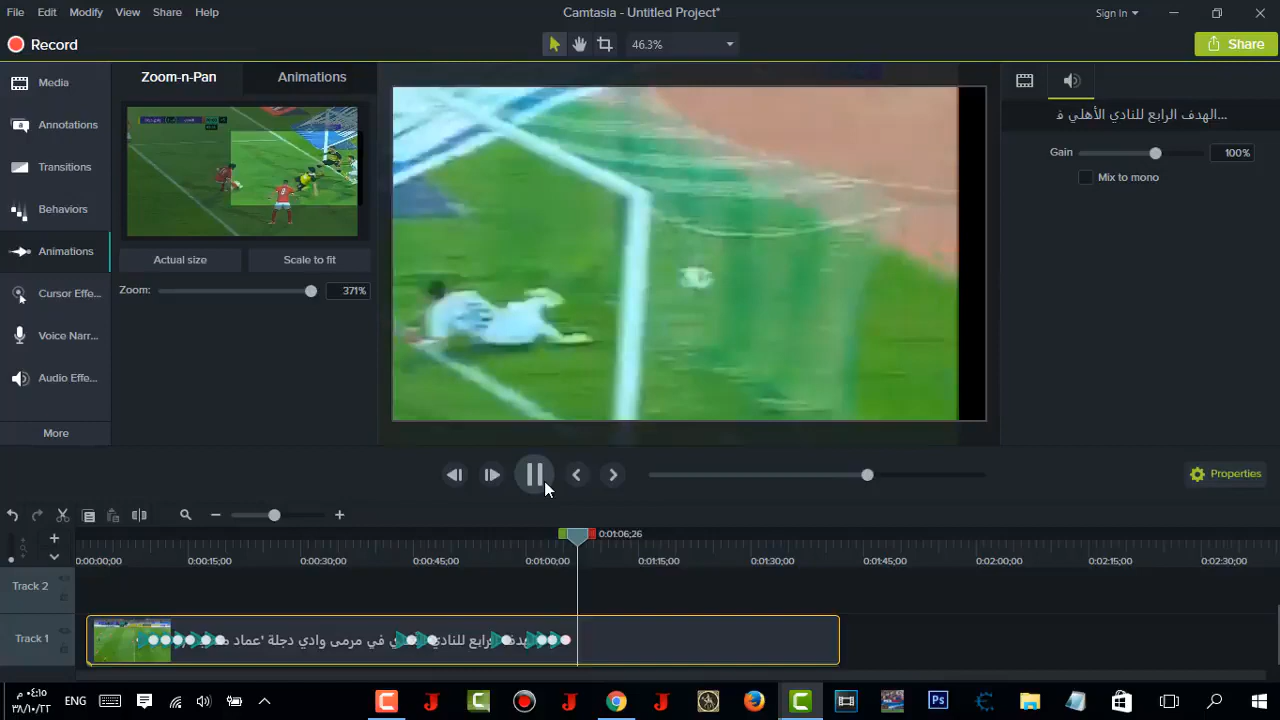 File Edit Modify View Share Help
Camtasia - Untitled Project*
Sign In
Record
46.3%
Share
Media
Annotations
Transitions
Behaviors
Animations
Cursor Effe...
Voice Narr...
Audio Effe...
More
Zoom-n-Pan
Animations
Actual size
Scale to fit
Zoom:
371%
الهدف الرابع للنادي الأهلي ف...
Gain
100%
Mix to mono
Properties
0:01:06;26
0:00:00;00 0:00:15;00 0:00:30;00 0:00:45;00 0:01:00;00 0:01:15;00 0:01:30;00 0:01:45;00 0:02:00;00 0:02:15;00 0:02:30;00
Track 2
Track 1
في مرمى وادي دجلة 'عماد
ENG
٠٤:١٥ م
٣٨/١٠/٢٢